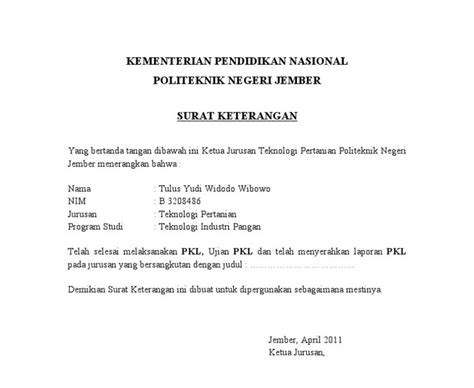 KEMENTERIAN PENDIDIKAN NASIONAL
POLITEKNIK NEGERI JEMBER
SURAT KETERANGAN
Yang bertanda tangan dibawah ini Ketua Jurusan Teknologi Pertanian Politeknik Negeri
Jember menerangkan bahwa :
Nama : Tulus Yudi Widodo Wibowo
NIM : B 3208486
Jurusan : Teknologi Pertanian
Program Studi : Teknologi Industri Pangan
Telah selesai melaksanakan PKL, Ujian PKL dan telah menyerahkan laporan PKL
pada jurusan yang bersangkutan dengan judul : ………………………………
Demikian Surat Keterangan ini dibuat untuk dipergunakan sebagaimana mestinya.
Jember, April 2011
Ketua Jurusan,